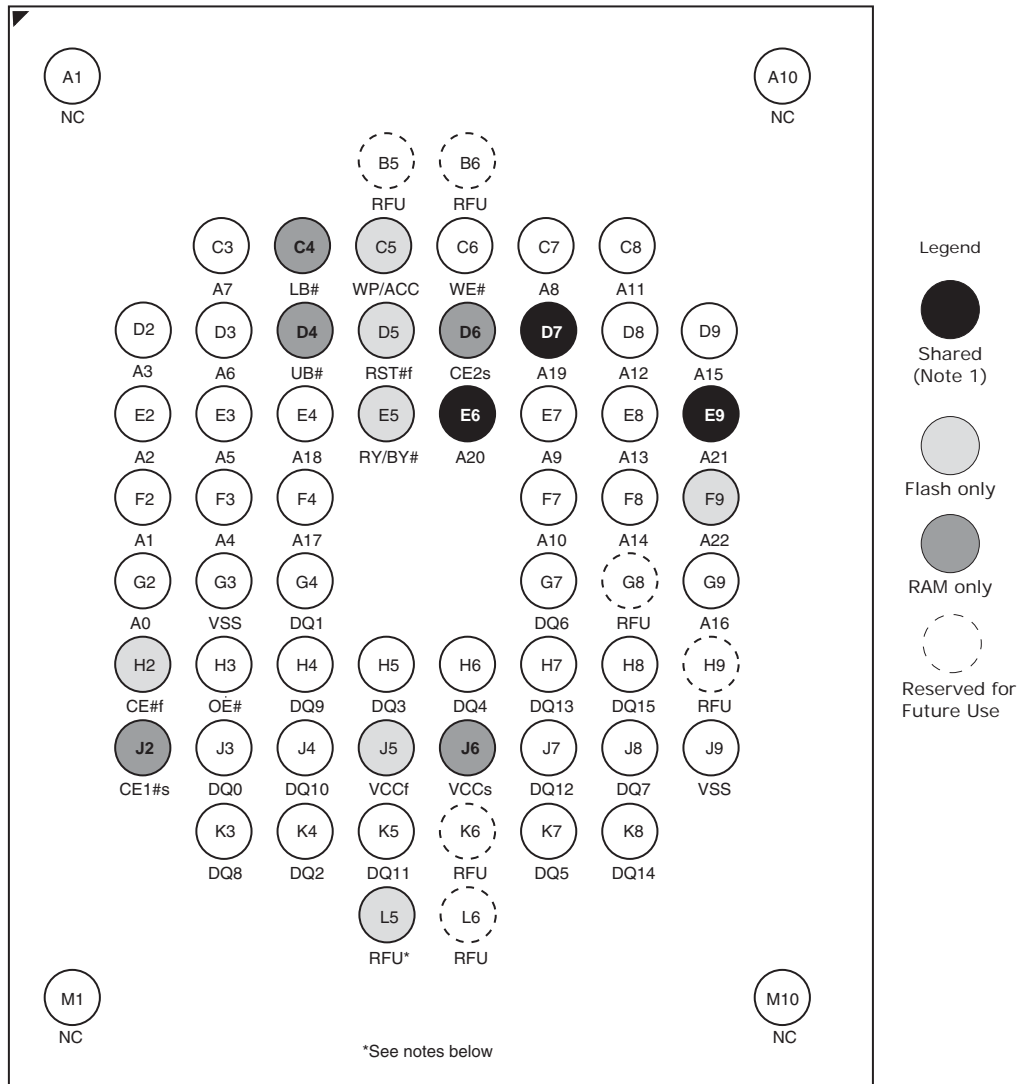 A1 A10
NC NC
B5 B6
RFU RFU
C3 C4 C5 C6 C7 C8
A7 LB# WP/ACC WE# A8 A11
D2 D3 D4 D5 D6 D7 D8 D9
A3 A6 UB# RST#f CE2s A19 A12 A15
E2 E3 E4 E5 E6 E7 E8 E9
A2 A5 A18 RY/BY# A20 A9 A13 A21
F2 F3 F4 F7 F8 F9
A1 A4 A17 A10 A14 A22
G2 G3 G4 G7 G8 G9
A0 VSS DQ1 DQ6 RFU A16
H2 H3 H4 H5 H6 H7 H8 H9
CE#f OE# DQ9 DQ3 DQ4 DQ13 DQ15 RFU
J2 J3 J4 J5 J6 J7 J8 J9
CE1#s DQ0 DQ10 VCCf VCCs DQ12 DQ7 VSS
K3 K4 K5 K6 K7 K8
DQ8 DQ2 DQ11 RFU DQ5 DQ14
L5 L6
RFU* RFU
M1 M10
NC NC
*See notes below
Legend
Shared
(Note 1)
Flash only
RAM only
Reserved for
Future Use